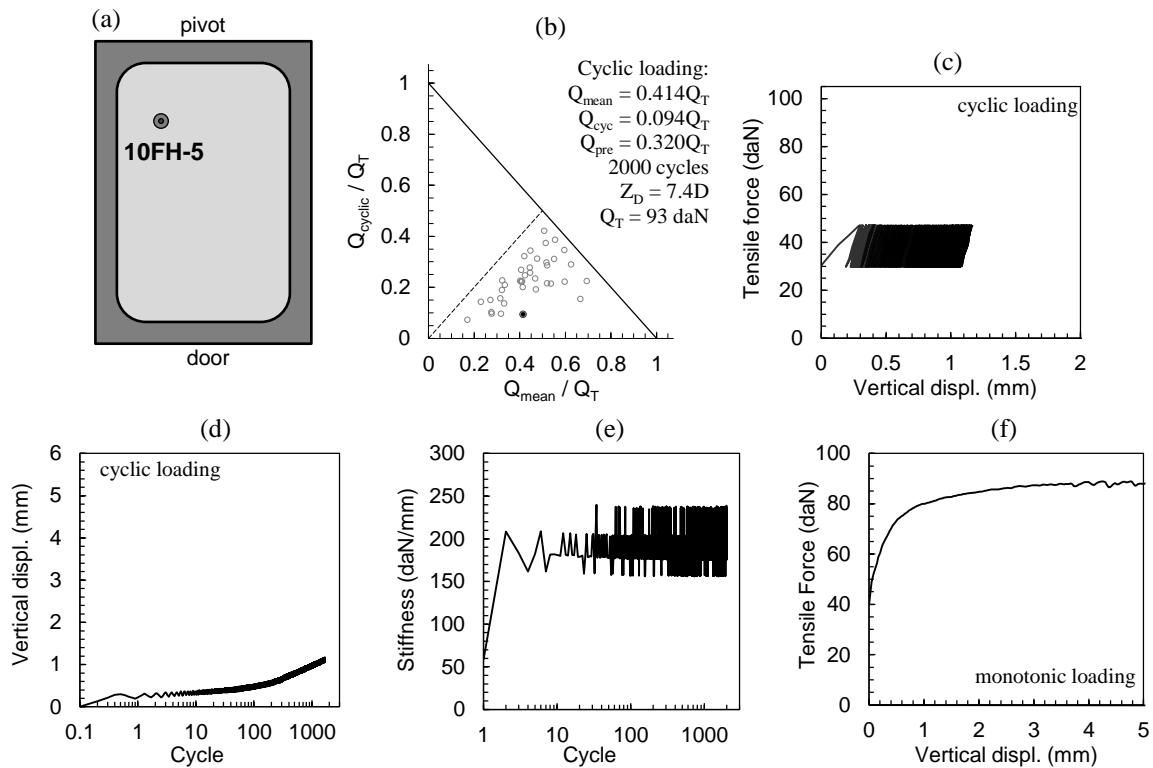 (a)
pivot
10FH-5
door
(b)
Cyclic loading:
Q_mean = 0.414Q_T
Q_cyc = 0.094Q_T
Q_pre = 0.320Q_T
2000 cycles
Z_D = 7.4D
Q_T = 93 daN
Q_cyclic / Q_T
1
0.8
0.6
0.4
0.2
0
0 0.2 0.4 0.6 0.8 1
Q_mean / Q_T
(c)
cyclic loading
Tensile force (daN)
100
80
60
40
20
0
0 0.5 1 1.5 2
Vertical displ. (mm)
(d)
cyclic loading
Vertical displ. (mm)
6
5
4
3
2
1
0
0.1 1 10 100 1000
Cycle
(e)
Stiffness (daN/mm)
300
250
200
150
100
50
0
1 10 100 1000
Cycle
(f)
Tensile Force (daN)
100
80
60
40
20
0
monotonic loading
0 1 2 3 4 5
Vertical displ. (mm)